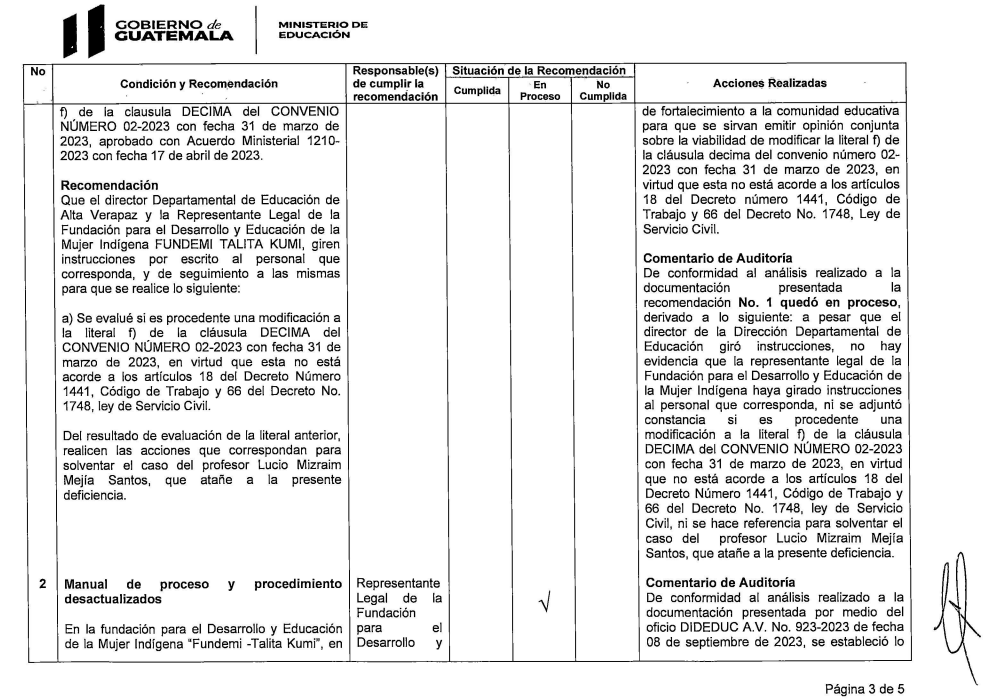 GOBIERNO de
GUATEMALA
MINISTERIO DE
EDUCACIÓN
No
Condición y Recomendación
Responsable(s)
de cumplir la
recomendación
Situación de la Recomendación
Cumplida
En
Proceso
No
Cumplida
Acciones Realizadas
f) de la clausula DECIMA del CONVENIO
NÚMERO 02-2023 con fecha 31 de marzo de
2023, aprobado con Acuerdo Ministerial 1210-
2023 con fecha 17 de abril de 2023.
Recomendación
Que el director Departamental de Educación de
Alta Verapaz y la Representante Legal de la
Fundación para el Desarrollo y Educación de la
Mujer Indígena FUNDEMI TALITA KUMI, giren
instrucciones por escrito al personal que
corresponda, y de seguimiento a las mismas
para que se realice lo siguiente:
a) Se evalué si es procedente una modificación a
la literal f) de la cláusula DECIMA del
CONVENIO NÚMERO 02-2023 con fecha 31 de
marzo de 2023, en virtud que esta no está
acorde a los artículos 18 del Decreto Número
1441, Código de Trabajo y 66 del Decreto No.
1748, ley de Servicio Civil.
Del resultado de evaluación de la literal anterior,
realicen las acciones que correspondan para
solventar el caso del profesor Lucio Mizraim
Mejía Santos, que atañe a la presente
deficiencia.
de fortalecimiento a la comunidad educativa
para que se sirvan emitir opinión conjunta
sobre la viabilidad de modificar la literal f) de
la cláusula decima del convenio número 02-
2023 con fecha 31 de marzo de 2023, en
virtud que esta no está acorde a los artículos
18 del Decreto número 1441, Código de
Trabajo y 66 del Decreto No. 1748, Ley de
Servicio Civil.
Comentario de Auditoría
De conformidad al análisis realizado a la
documentación presentada la
recomendación No. 1 quedó en proceso,
derivado a lo siguiente: a pesar que el
director de la Dirección Departamental de
Educación giró instrucciones, no hay
evidencia que la representante legal de la
Fundación para el Desarrollo y Educación de
la Mujer Indígena haya girado instrucciones
al personal que corresponda, ni se adjuntó
constancia si es procedente una
modificación a la literal f) de la cláusula
DECIMA del CONVENIO NÚMERO 02-2023
con fecha 31 de marzo de 2023, en virtud
que no está acorde a los artículos 18 del
Decreto Número 1441, Código de Trabajo y
66 del Decreto No. 1748, ley de Servicio
Civil, ni se hace referencia para solventar el
caso del profesor Lucio Mizraim Mejía
Santos, que atañe a la presente deficiencia.
2
Manual de proceso y procedimiento
desactualizados
En la fundación para el Desarrollo y Educación
de la Mujer Indígena "Fundemi -Talita Kumi", en
Representante
Legal de la
Fundación
para el
Desarrollo y
√
Comentario de Auditoría
De conformidad al análisis realizado a la
documentación presentada por medio del
oficio DIDEDUC A.V. No. 923-2023 de fecha
08 de septiembre de 2023, se estableció lo
Página 3 de 5